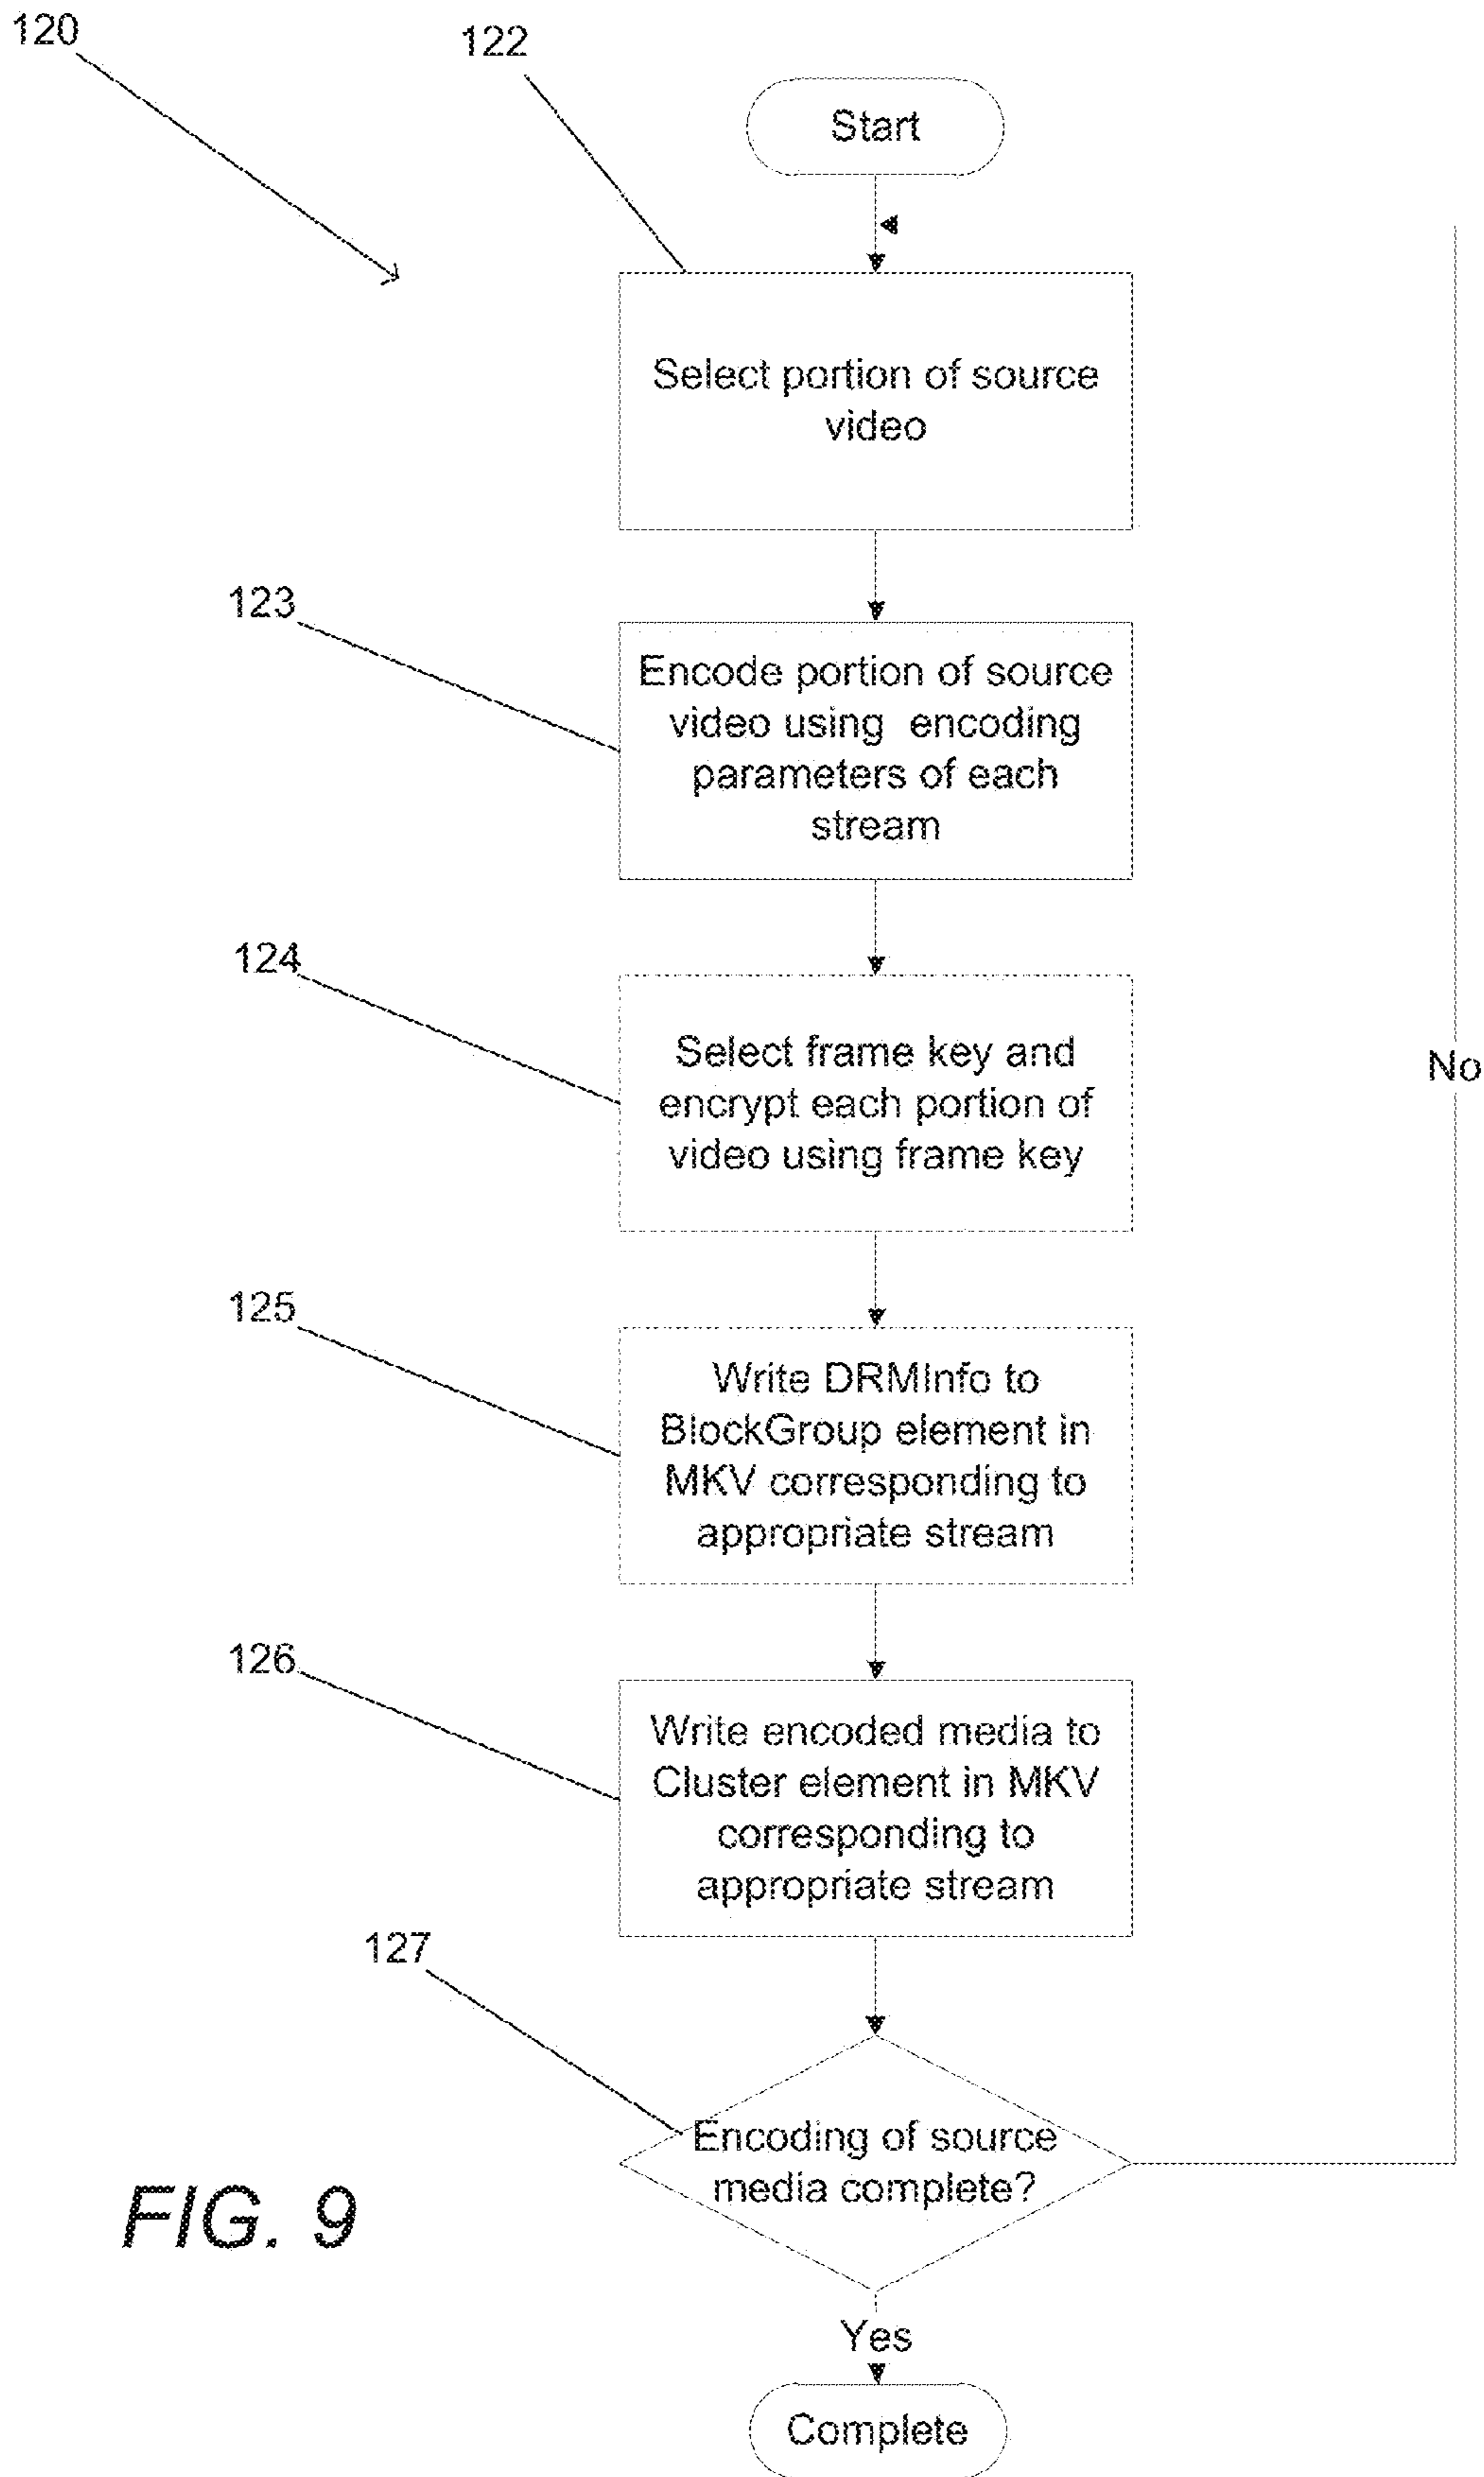 120
122
Start
Select portion of source
video
123
Encode portion of source
video using encoding
parameters of each
stream
124
Select frame key and
encrypt each portion of
video using frame key
No
125
Write DRMInfo to
BlockGroup element in
MKV corresponding to
appropriate stream
126
Write encoded media to
Cluster element in MKV
corresponding to
appropriate stream
127
Encoding of source
media complete?
FIG. 9
Yes
Complete